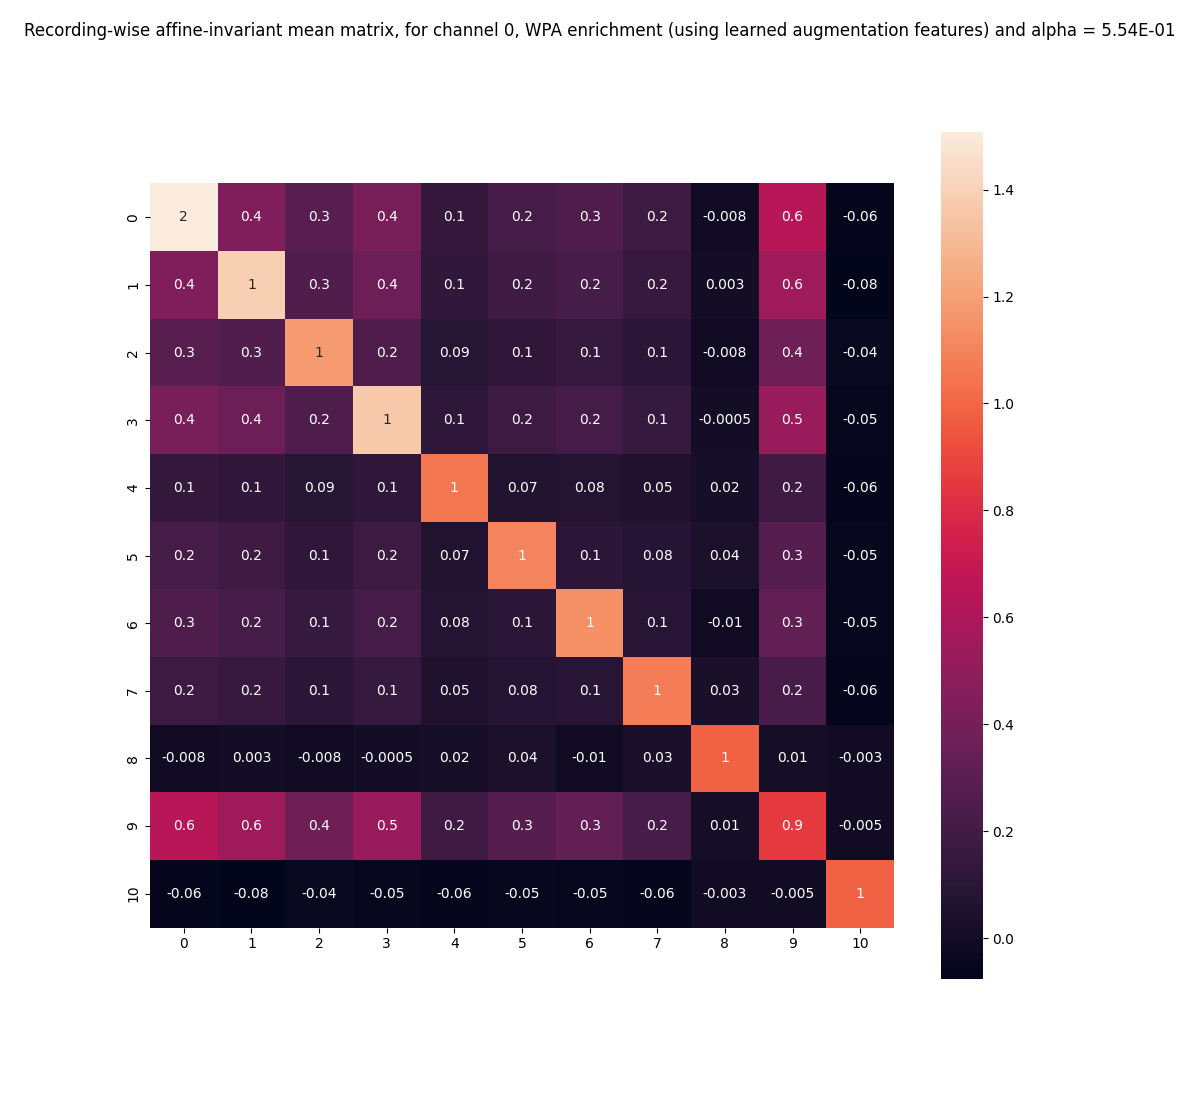 Recording-wise affine-invariant mean matrix, for channel 0, WPA enrichment (using learned augmentation features) and alpha = 5.54E-01
1.4
0 2 0.4 0.3 0.4 0.1 0.2 0.3 0.2 -0.008 0.6 -0.06
1 0.4 1 0.3 0.4 0.1 0.2 0.2 0.2 0.003 0.6 -0.08
1.2
2 0.3 0.3 1 0.2 0.09 0.1 0.1 0.1 -0.008 0.4 -0.04
1.0
3 0.4 0.4 0.2 1 0.1 0.2 0.2 0.1 -0.0005 0.5 -0.05
4 0.1 0.1 0.09 0.1 1 0.07 0.08 0.05 0.02 0.2 -0.06
0.8
5 0.2 0.2 0.1 0.2 0.07 1 0.1 0.08 0.04 0.3 -0.05
0.6
6 0.3 0.2 0.1 0.2 0.08 0.1 1 0.1 -0.01 0.3 -0.05
7 0.2 0.2 0.1 0.1 0.05 0.08 0.1 1 0.03 0.2 -0.06
0.4
8 -0.008 0.003 -0.008 -0.0005 0.02 0.04 -0.01 0.03 1 0.01 -0.003
9 0.6 0.6 0.4 0.5 0.2 0.3 0.3 0.2 0.01 0.9 -0.005
0.2
10 -0.06 -0.08 -0.04 -0.05 -0.06 -0.05 -0.05 -0.06 -0.003 -0.005 1
0.0
0 1 2 3 4 5 6 7 8 9 10